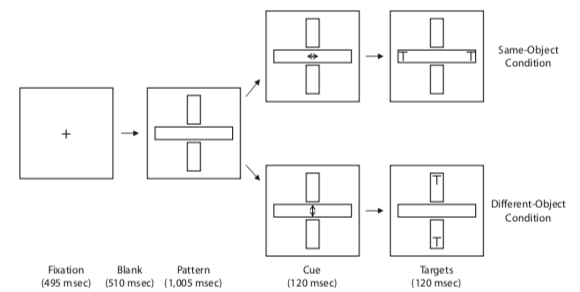 T T
Same-Object
Condition
T
T
Different-Object
Condition
Fixation
(495 msec)
Blank
(510 msec)
Pattern
(1,005 msec)
Cue
(120 msec)
Targets
(120 msec)